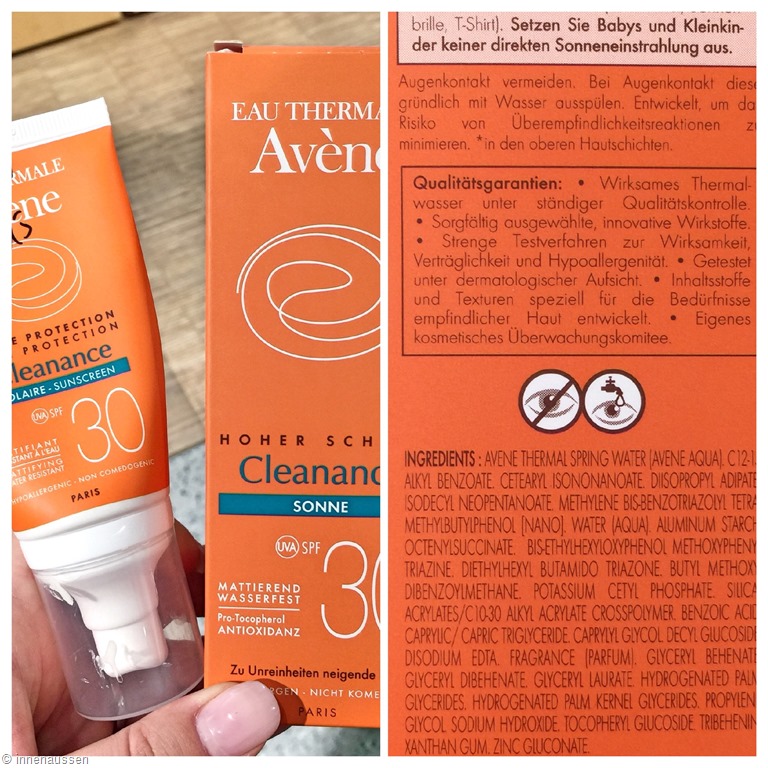 RMALE
ène
E PROTECTION
PROTECTION
Cleanance
OLAIRE - SUNSCREEN
UVA SPF 30
TIFIANT
STANT À L'EAU
TTIFYING
TER RESISTANT
HYPOALLERGENIC - NON COMEDOGENIC
PARIS
EAU THERMA
Avène
HOHER SCH
Cleananc
SONNE
UVA SPF 30
MATTIEREND
WASSERFEST
Pro-Tocopherol
ANTIOXIDANZ
Zu Unreinheiten neigende
ERGEN - NICHT KOME
PARIS
brille, T-Shirt). Setzen Sie Babys und Kleinkin-
der keiner direkten Sonneneinstrahlung aus.
Augenkontakt vermeiden. Bei Augenkontakt diese
gründlich mit Wasser ausspülen. Entwickelt, um da
Risiko von Überempfindlichkeitsreaktionen zu
minimieren. *in den oberen Hautschichten.
Qualitätsgarantien: • Wirksames Thermal-
wasser unter ständiger Qualitätskontrolle.
• Sorgfältig ausgewählte, innovative Wirkstoffe.
• Strenge Testverfahren zur Wirksamkeit,
Verträglichkeit und Hypoallergenität. • Getestet
unter dermatologischer Aufsicht. • Inhaltsstoffe
und Texturen speziell für die Bedürfnisse
empfindlicher Haut entwickelt. • Eigenes
kosmetisches Überwachungskomitee.
INGREDIENTS : AVENE THERMAL SPRING WATER (AVENE AQUA). C12-1
ALKYL BENZOATE. CETEARYL ISONONANOATE. DIISOPROPYL ADIPATE
ISODECYL NEOPENTANOATE. METHYLENE BIS-BENZOTRIAZOLYL TETRA
METHYLBUTYLPHENOL [NANO]. WATER (AQUA). ALUMINUM STARCH
OCTENYLSUCCINATE. BIS-ETHYLHEXYLOXYPHENOL METHOXYPHENY
TRIAZINE. DIETHYLHEXYL BUTAMIDO TRIAZONE. BUTYL METHOXY
DIBENZOYLMETHANE. POTASSIUM CETYL PHOSPHATE. SILICA
ACRYLATES/C10-30 ALKYL ACRYLATE CROSSPOLYMER. BENZOIC ACID
CAPRYLIC/ CAPRIC TRIGLYCERIDE. CAPRYLYL GLYCOL DECYL GLUCOSIDE
DISODIUM EDTA. FRAGRANCE (PARFUM). GLYCERYL BEHENATE
GLYCERYL DIBEHENATE. GLYCERYL LAURATE. HYDROGENATED PALM
GLYCERIDES. HYDROGENATED PALM KERNEL GLYCERIDES. PROPYLEN
GLYCOL SODIUM HYDROXIDE. TOCOPHERYL GLUCOSIDE. TRIBEHENIN
XANTHAN GUM. ZINC GLUCONATE.
© innenaussen